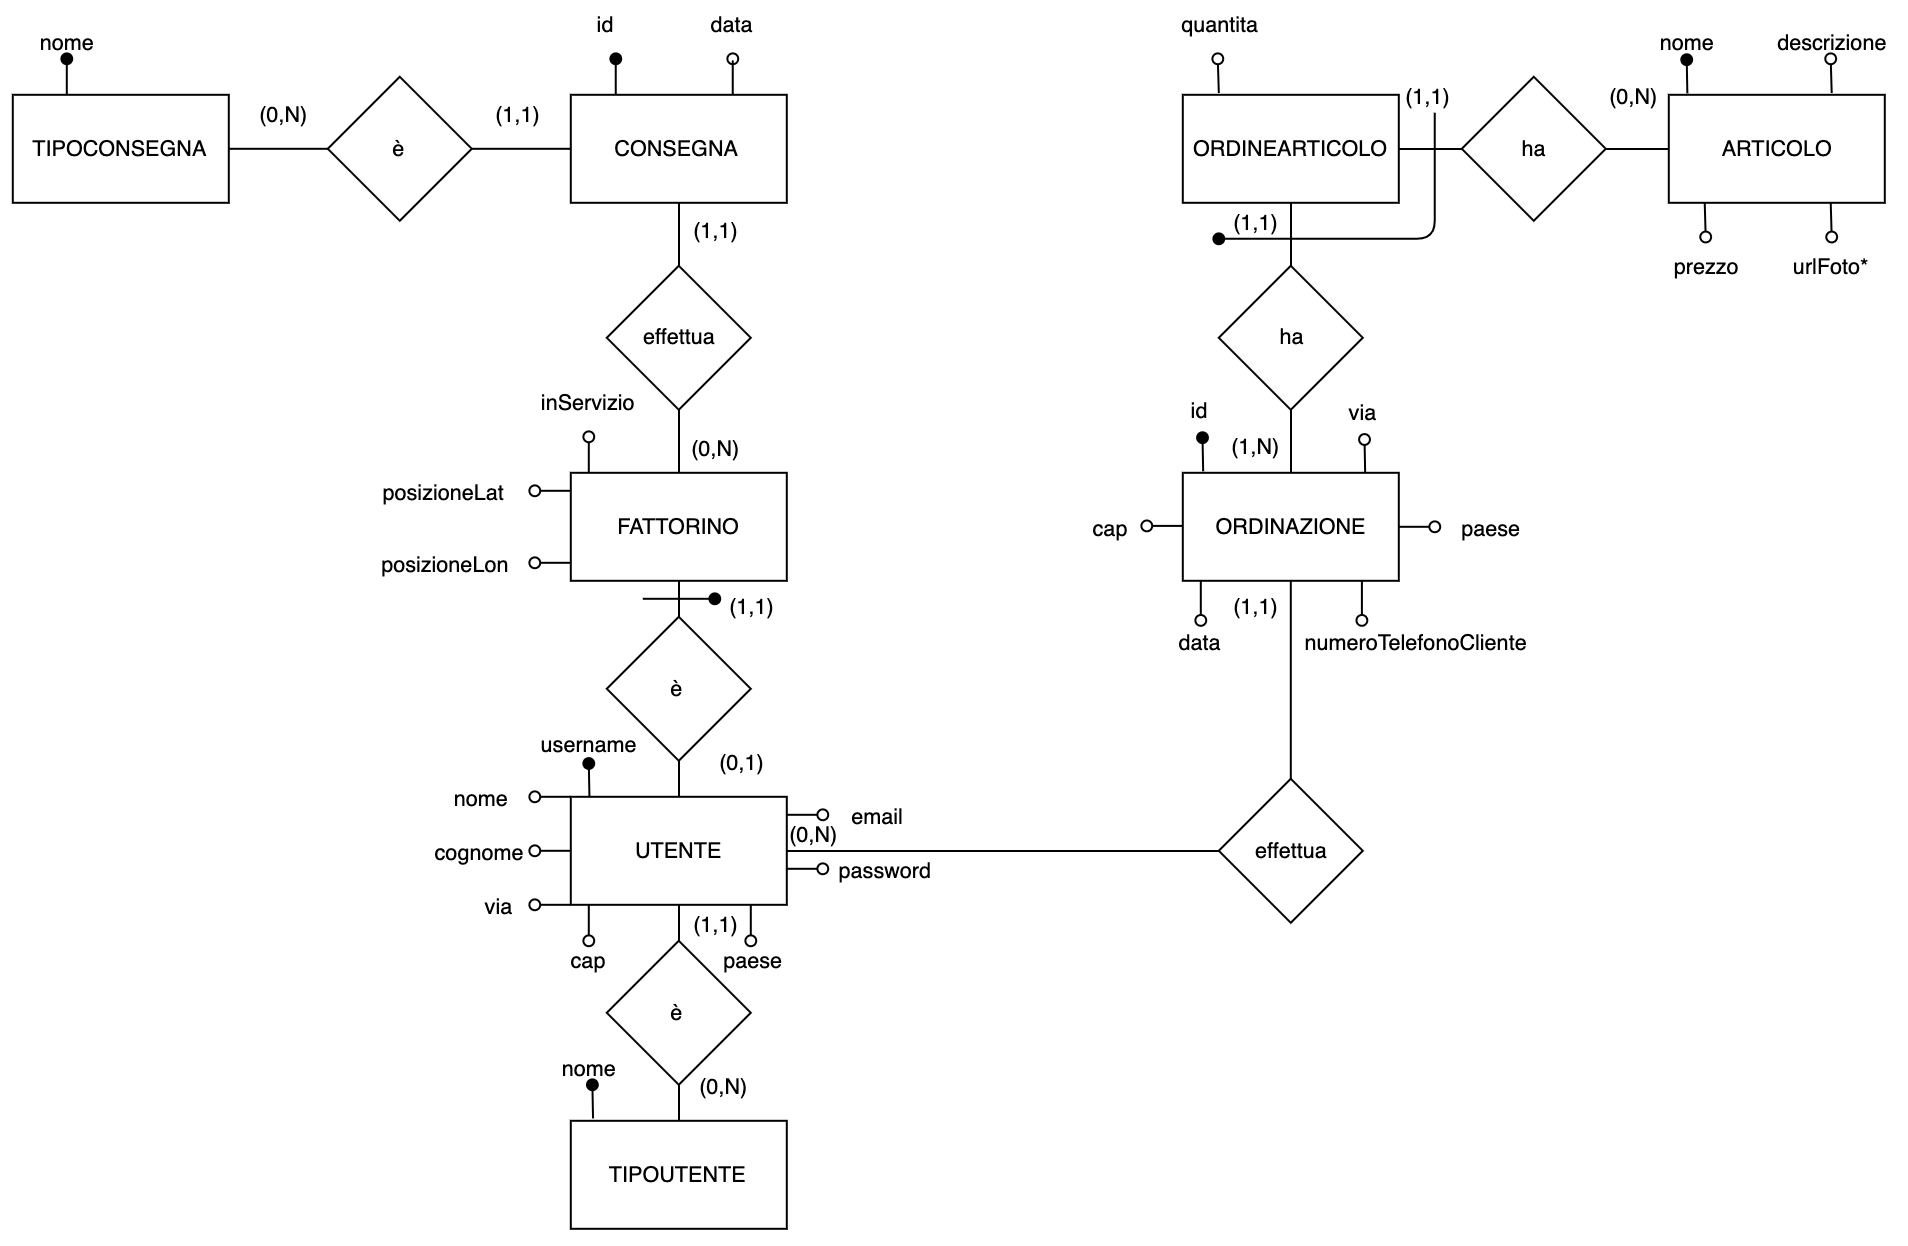 id
data
quantita
nome
nome
descrizione
(0,N)
(1,1)
(1,1)
(0,N)
TIPOCONSEGNA
è
CONSEGNA
ORDINEARTICOLO
ha
ARTICOLO
(1,1)
(1,1)
prezzo
urlFoto*
effettua
ha
inServizio
id
via
(0,N)
(1,N)
posizioneLat
FATTORINO
cap
ORDINAZIONE
paese
posizioneLon
(1,1)
(1,1)
data
numeroTelefonoCliente
è
username
(0,1)
nome
email
(0,N)
cognome
UTENTE
effettua
password
via
(1,1)
cap
paese
è
nome
(0,N)
TIPOUTENTE